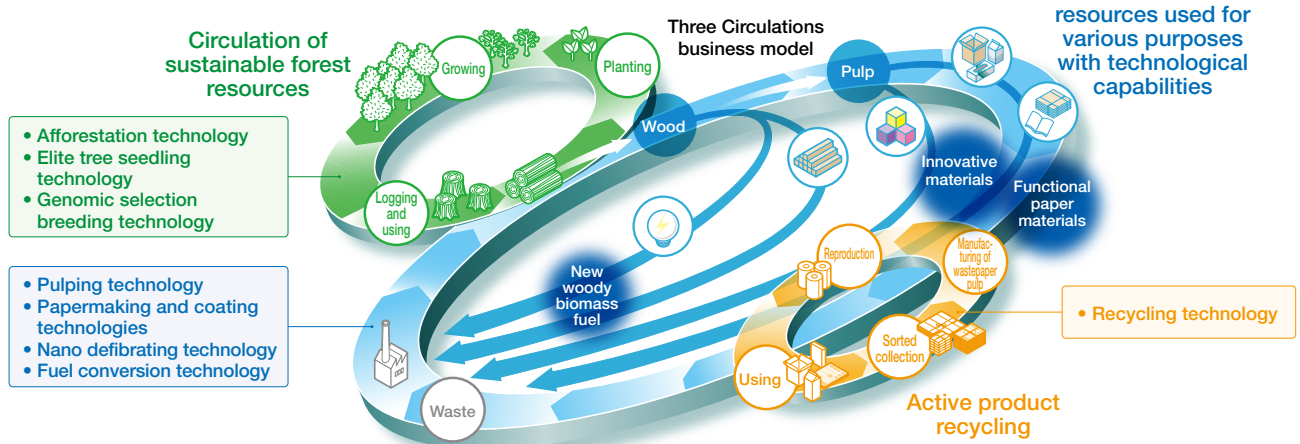 Three Circulations
business model
Circulation of
sustainable forest
resources
resources used for
various purposes
with technological
capabilities
Growing
Planting
Pulp
Wood
Logging and
using
Innovative
materials
Functional
paper
materials
• Afforestation technology
• Elite tree seedling
technology
• Genomic selection
breeding technology
• Pulping technology
• Papermaking and coating
technologies
• Nano defibrating technology
• Fuel conversion technology
New
woody
biomass
fuel
Reproduction
Manufac-
turing of
wastepaper
pulp
• Recycling technology
Sorted
collection
Using
Waste
Active product
recycling